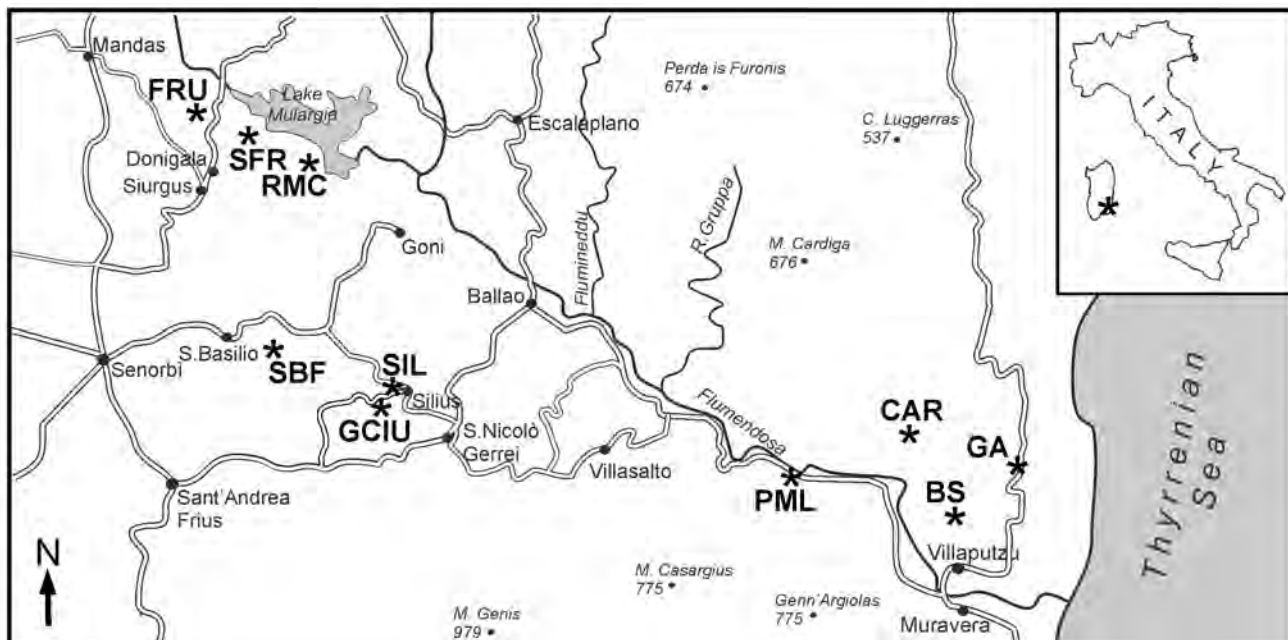 Mandas
FRU
Lake
Mulargia
SFR
RMC
Donigala
Siurgus
Escalaplano
Perda is Furonis
674
C. Luggerras
537
ITALY
Goni
Flumineddu
R.Gruppa
M. Cardiga
676
Ballao
S.Basilio
SBF
Senorbì
SIL
Silius
GCIU
S.Nicolò
Gerrei
Villasalto
Flumendosa
CAR
GA
PML
BS
Sant'Andrea
Frius
Villaputzu
Muravera
M. Casargius
775
Genn'Argiolas
775
M. Genis
979
N
Thyrrenian
Sea